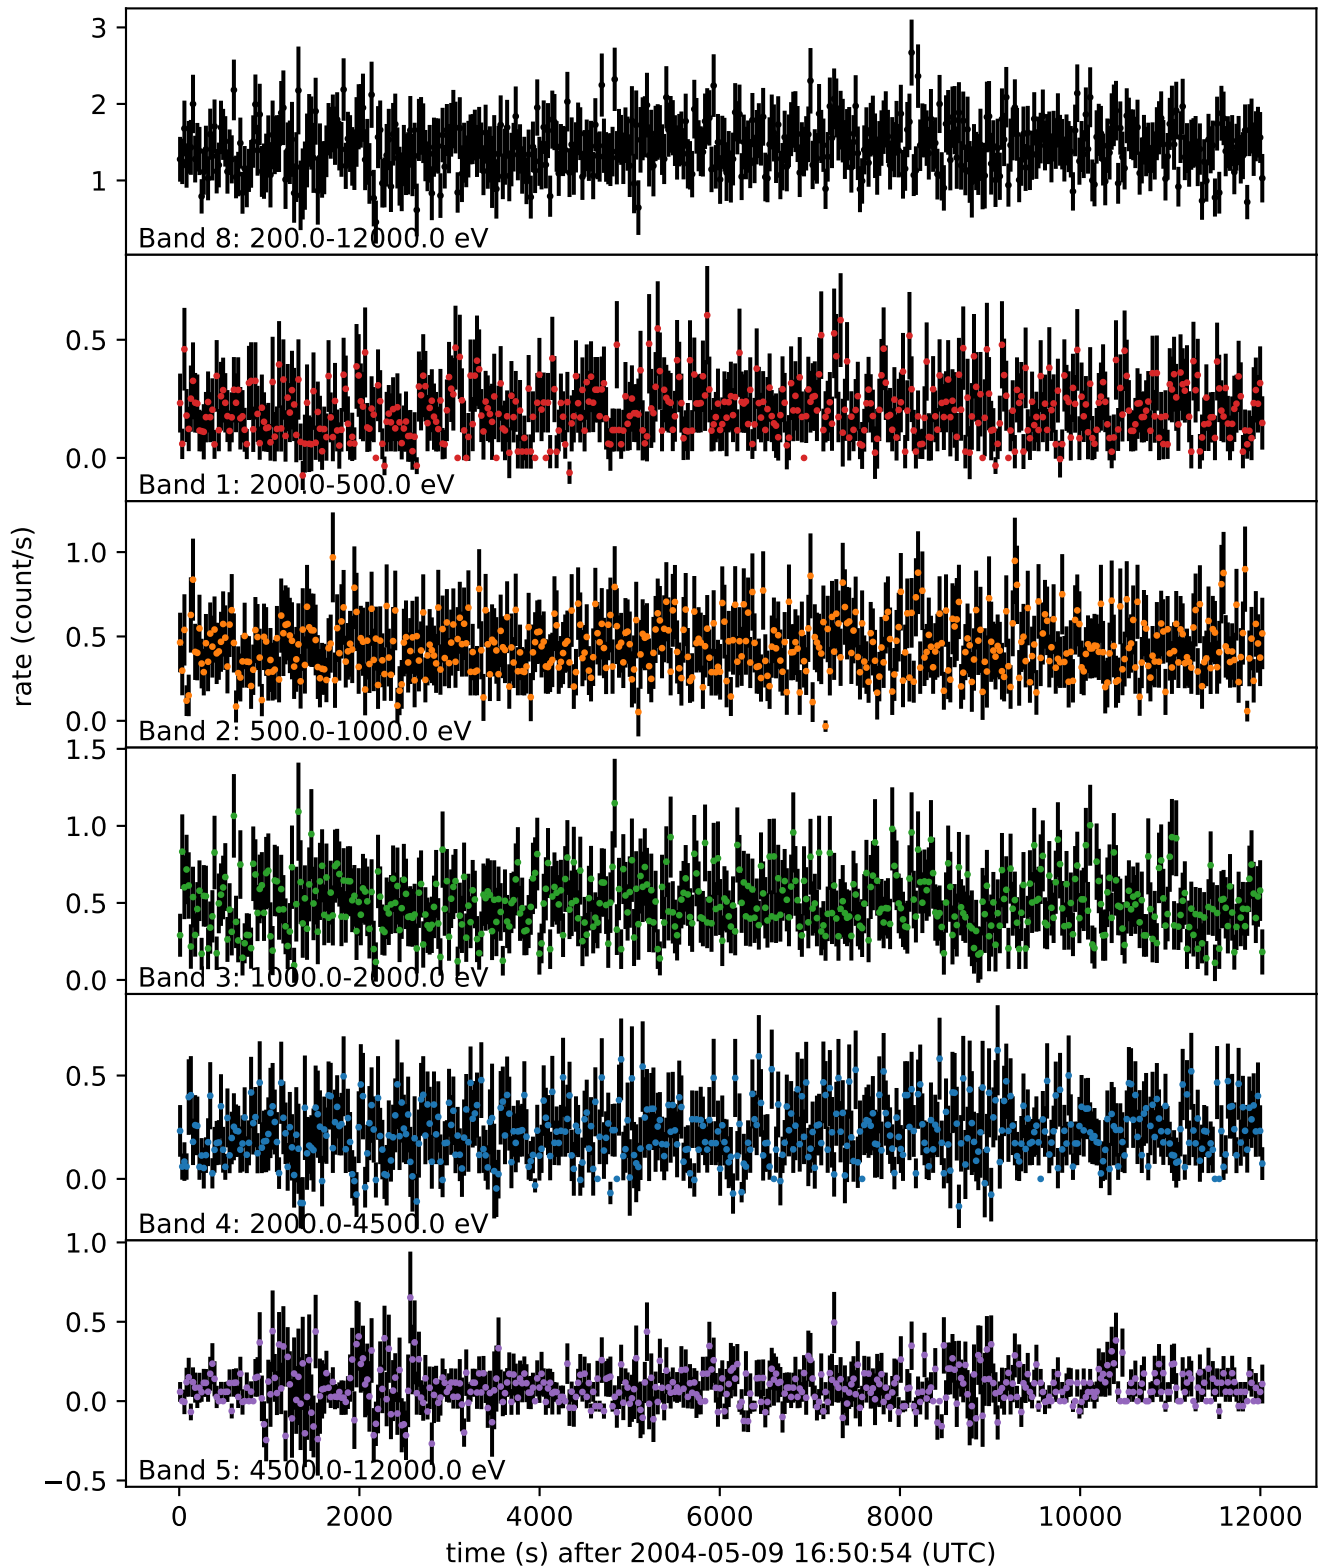 3
2
1
Band 8: 200.0-12000.0 eV
0.5
0.0
Band 1: 200.0-500.0 eV
1.0
0.5
0.0
Band 2: 500.0-1000.0 eV
rate (count/s)
1.5
1.0
0.5
0.0
Band 3: 1000.0-2000.0 eV
0.5
0.0
Band 4: 2000.0-4500.0 eV
1.0
0.5
0.0
−0.5
Band 5: 4500.0-12000.0 eV
0 2000 4000 6000 8000 10000 12000
time (s) after 2004-05-09 16:50:54 (UTC)